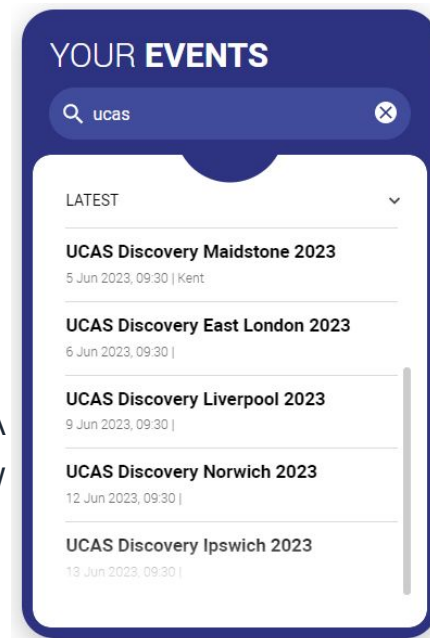 YOUR EVENTS
ucas
LATEST
UCAS Discovery Maidstone 2023
5 Jun 2023, 09:30 | Kent
UCAS Discovery East London 2023
6 Jun 2023, 09:30 |
UCAS Discovery Liverpool 2023
9 Jun 2023, 09:30 |
UCAS Discovery Norwich 2023
12 Jun 2023, 09:30 |
UCAS Discovery Ipswich 2023
13 Jun 2023, 09:30 |